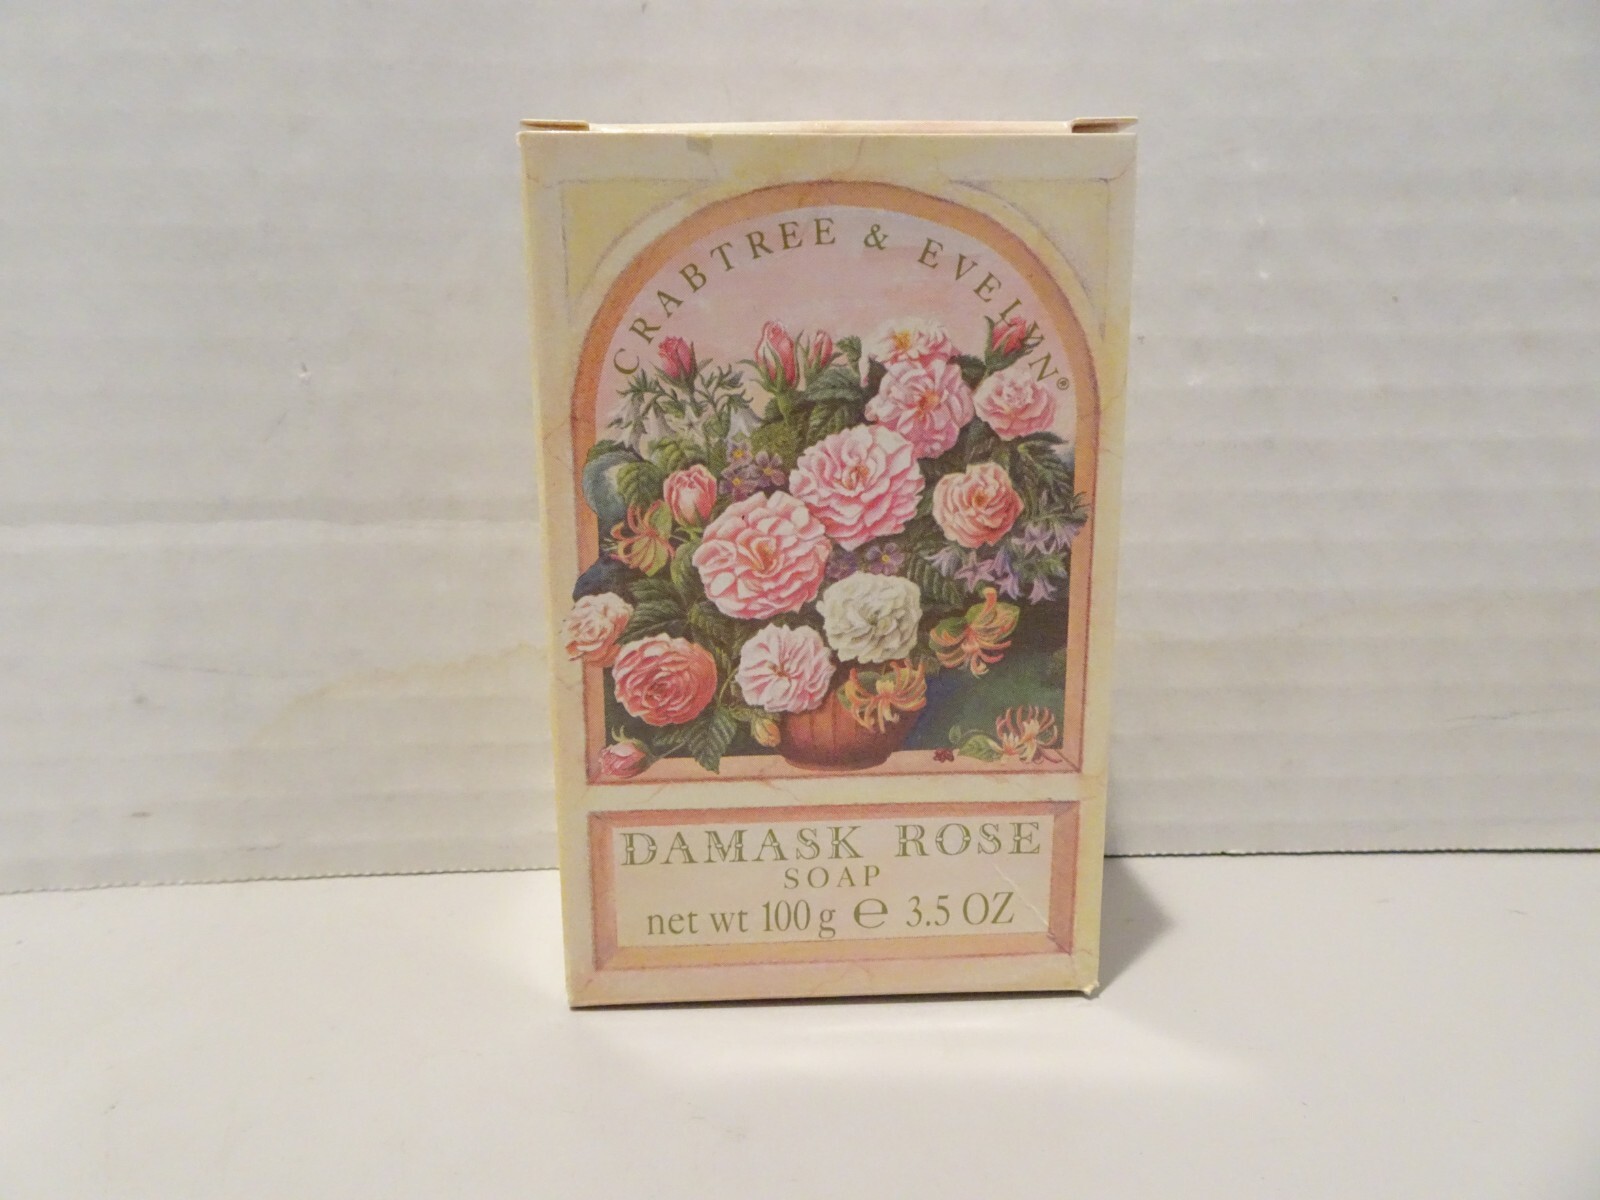 CRABTREE & EVELYN®
DAMASK ROSE
SOAP
net wt 100 g ℮ 3.5 OZ